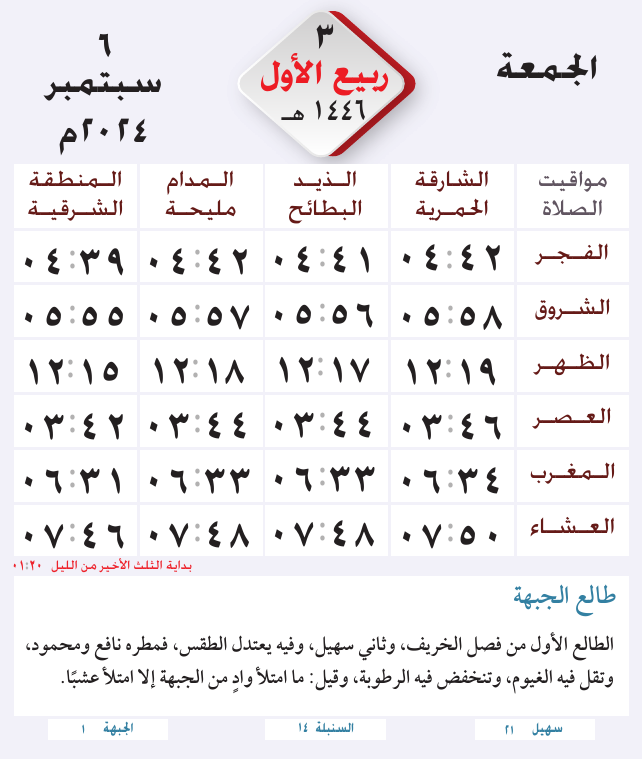 الجمعة
٣
ربيع الأول
١٤٤٦ هـ
٦
سبتمبر
٢٠٢٤م
مواقيت الصلاة | الشارقة الحمرية | الذيد البطائح | المدام مليحة | المنطقة الشرقية
الفجر ٠٤:٤٢ ٠٤:٤١ ٠٤:٤٢ ٠٤:٣٩
الشروق ٠٥:٥٨ ٠٥:٥٦ ٠٥:٥٧ ٠٥:٥٥
الظهر ١٢:١٩ ١٢:١٧ ١٢:١٨ ١٢:١٥
العصر ٠٣:٤٦ ٠٣:٤٤ ٠٣:٤٤ ٠٣:٤٢
المغرب ٠٦:٣٤ ٠٦:٣٣ ٠٦:٣٣ ٠٦:٣١
العشاء ٠٧:٥٠ ٠٧:٤٨ ٠٧:٤٨ ٠٧:٤٦
بداية الثلث الأخير من الليل ٠١:٢٠
طالع الجبهة
الطالع الأول من فصل الخريف، وثاني سهيل، وفيه يعتدل الطقس، فمطره نافع ومحمود،
وتقل فيه الغيوم، وتنخفض فيه الرطوبة، وقيل: ما امتلأ وادٍ من الجبهة إلا امتلأ عشبًا.
سهيل ٢١
السنبلة ١٤
الجبهة ١